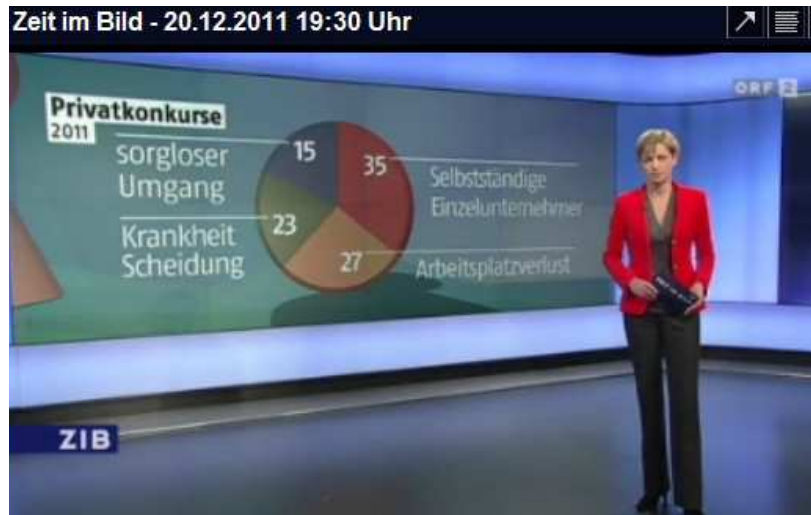 Zeit im Bild - 20.12.2011 19:30 Uhr
ORF 2
Privatkonkurse
2011
sorgloser
Umgang
15
35
Selbstständige
Einzelunternehmer
Krankheit
Scheidung
23
27
Arbeitsplatzverlust
ZIB